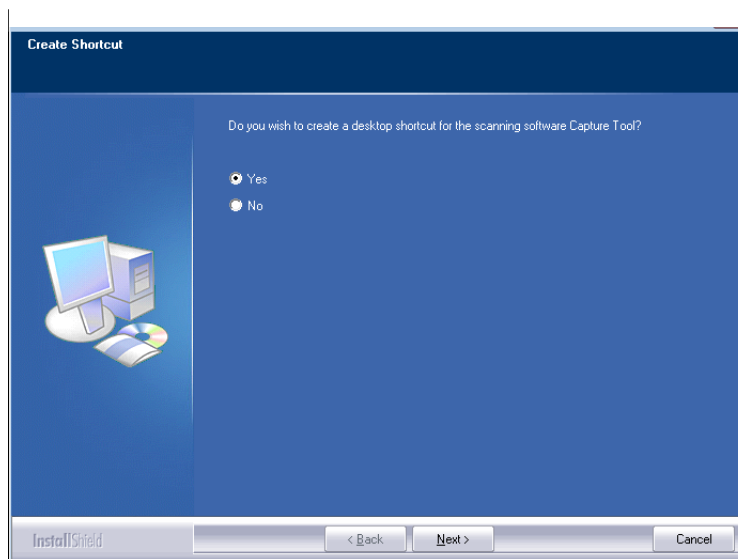 Create Shortcut
Do you wish to create a desktop shortcut for the scanning software Capture Tool?
Yes
No
InstallShield
< Back
Next >
Cancel